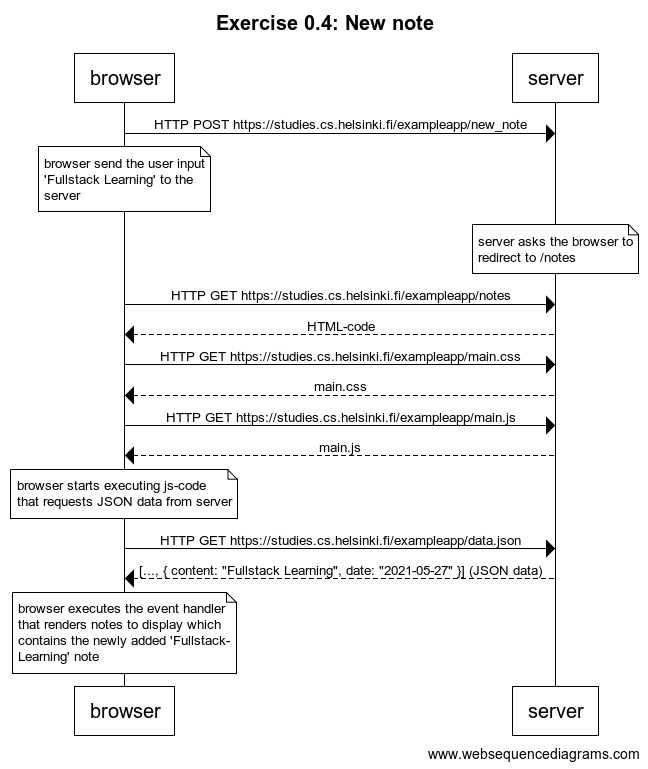 Exercise 0.4: New note
browser
server
HTTP POST https://studies.cs.helsinki.fi/exampleapp/new_note
browser send the user input
'Fullstack Learning' to the
server
server asks the browser to
redirect to /notes
HTTP GET https://studies.cs.helsinki.fi/exampleapp/notes
HTML-code
HTTP GET https://studies.cs.helsinki.fi/exampleapp/main.css
main.css
HTTP GET https://studies.cs.helsinki.fi/exampleapp/main.js
main.js
browser starts executing js-code
that requests JSON data from server
HTTP GET https://studies.cs.helsinki.fi/exampleapp/data.json
[..., { content: "Fullstack Learning", date: "2021-05-27" }] (JSON data)
browser executes the event handler
that renders notes to display which
contains the newly added 'Fullstack-
Learning' note
browser
server
www.websequencediagrams.com